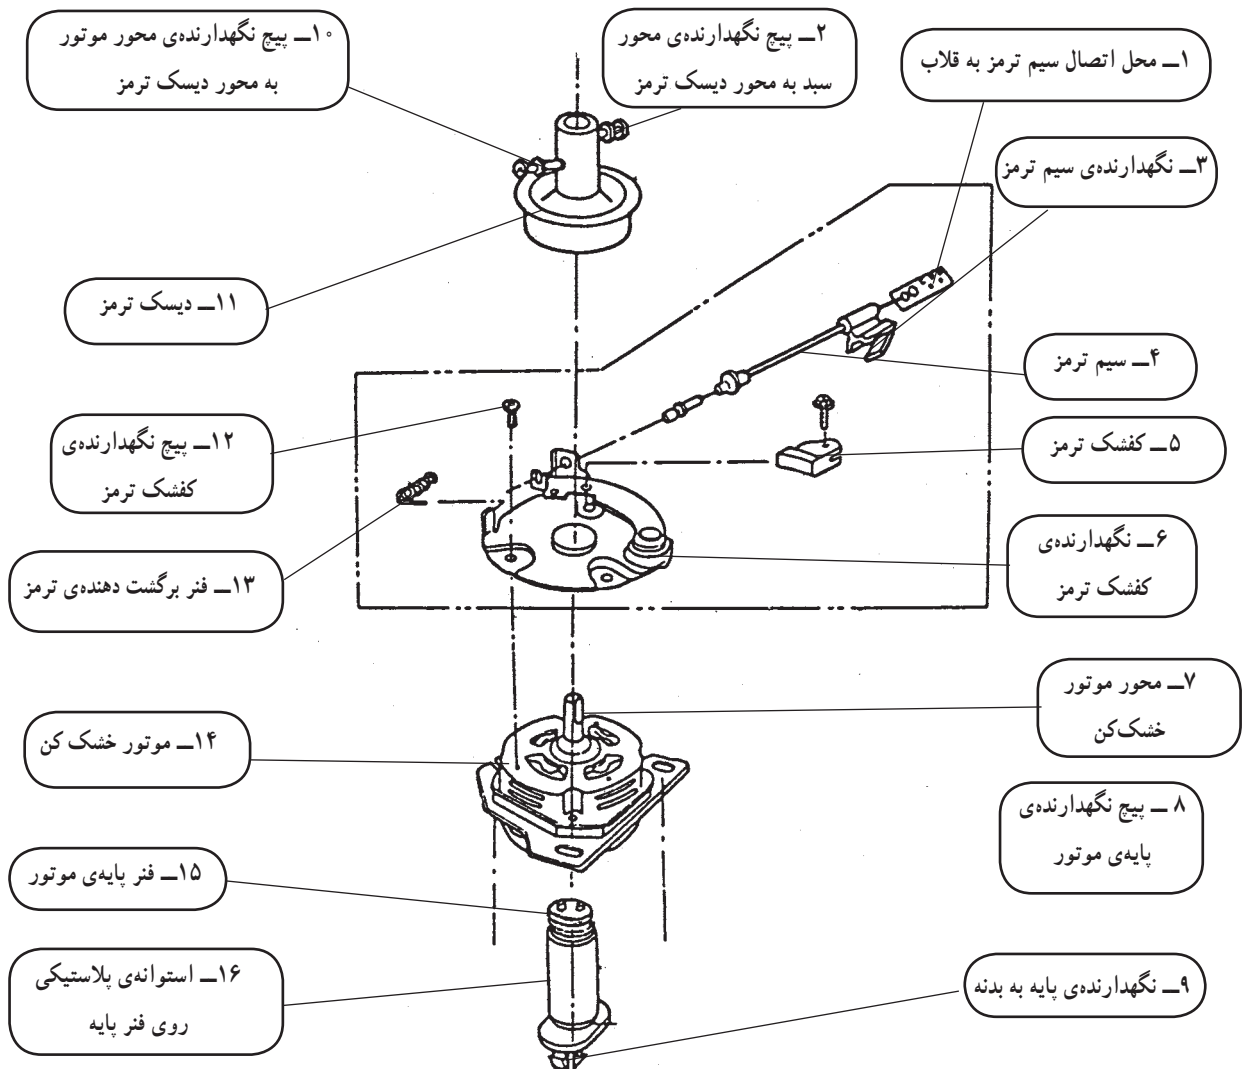 ۱ــ محل اتصال سیم ترمز به قلاب
۲ــ پیچ نگهدارنده‌ی محور
سبد به محور دیسک ترمز
۳ــ نگهدارنده‌ی سیم ترمز
۴ــ سیم ترمز
۵ــ کفشک ترمز
۶ــ نگهدارنده‌ی
کفشک ترمز
۷ــ محور موتور
خشک‌کن
۸ ــ پیچ نگهدارنده‌ی
پایه‌ی موتور
۹ــ نگهدارنده‌ی پایه به بدنه
۱۰ــ پیچ نگهدارنده‌ی محور موتور
به محور دیسک ترمز
۱۱ــ دیسک ترمز
۱۲ــ پیچ نگهدارنده‌ی
کفشک ترمز
۱۳ــ فنر برگشت دهنده‌ی ترمز
۱۴ــ موتور خشک کن
۱۵ــ فنر پایه‌ی موتور
۱۶ــ استوانه‌ی پلاستیکی
روی فنر پایه